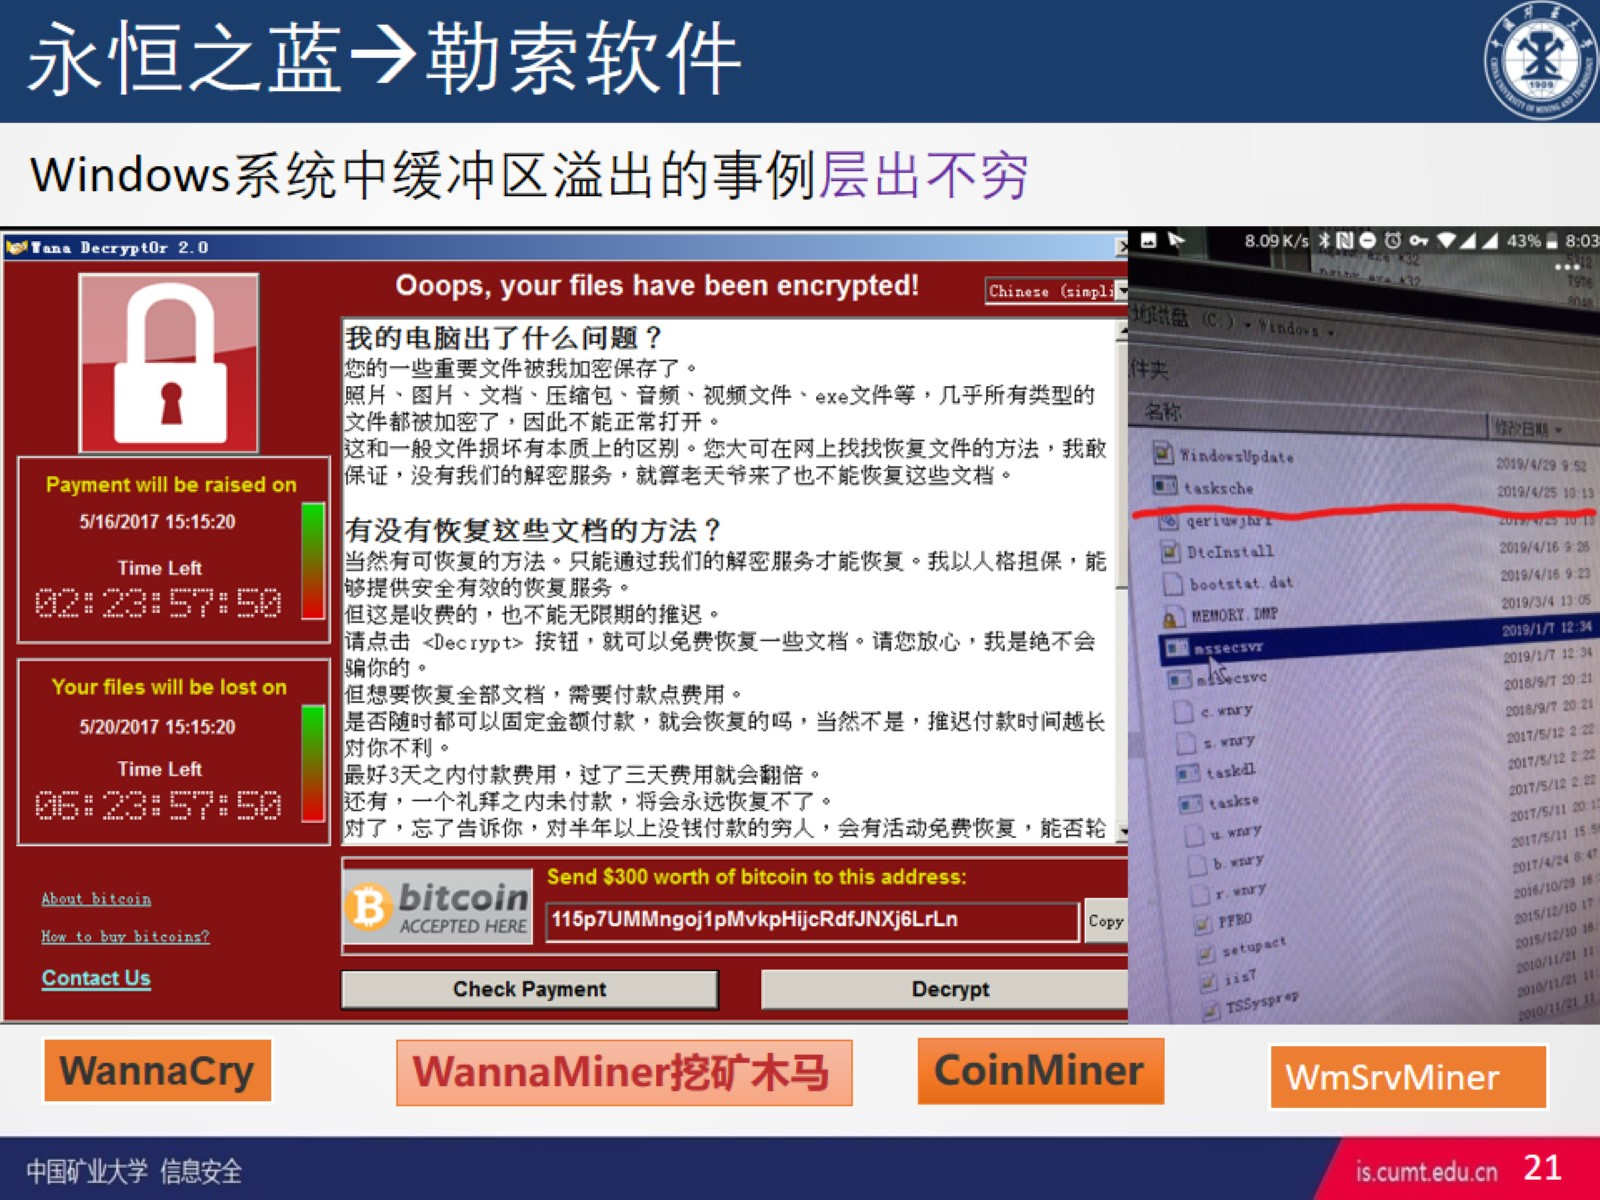 永恒之蓝→勒索软件
Windows系统中缓冲区溢出的事例层出不穷
Wana Decrypt0r 2.0
Ooops, your files have been encrypted!
Chinese (simpli
Payment will be raised on
5/16/2017 15:15:20
Time Left
02:23:57:50
Your files will be lost on
5/20/2017 15:15:20
Time Left
06:23:57:50
About bitcoin
How to buy bitcoins?
Contact Us
我的电脑出了什么问题？
您的一些重要文件被我加密保存了。
照片、图片、文档、压缩包、音频、视频文件、exe文件等，几乎所有类型的
文件都被加密了，因此不能正常打开。
这和一般文件损坏有本质上的区别。您大可在网上找找恢复文件的方法，我敢
保证，没有我们的解密服务，就算老天爷来了也不能恢复这些文档。
有没有恢复这些文档的方法？
当然有可恢复的方法。只能通过我们的解密服务才能恢复。我以人格担保，能
够提供安全有效的恢复服务。
但这是收费的，也不能无限期的推迟。
请点击 <Decrypt> 按钮，就可以免费恢复一些文档。请您放心，我是绝不会
骗你的。
但想要恢复全部文档，需要付款点费用。
是否随时都可以固定金额付款，就会恢复的吗，当然不是，推迟付款时间越长
对你不利。
最好3天之内付款费用，过了三天费用就会翻倍。
还有，一个礼拜之内未付款，将会永远恢复不了。
对了，忘了告诉你，对半年以上没钱付款的穷人，会有活动免费恢复，能否轮
bitcoin
ACCEPTED HERE
Send $300 worth of bitcoin to this address:
115p7UMMngoj1pMvkpHijcRdfJNXj6LrLn
Copy
Check Payment
Decrypt
8.09 K/s 43% 8:03
(C:) Windows
件夹
名称
修改日期
WindowsUpdate 2019/4/29 9:52
tasksche 2019/4/25 10:13
qeriuwjhrf 2019/4/25 10:13
DtcInstall 2019/4/16 9:26
bootstat.dat 2019/4/16 9:23
MEMORY.DMP 2019/3/4 13:05
mssecsvr 2019/1/7 12:34
mssecsvc 2019/1/7 12:34
c.wnry 2018/9/7 20:21
s.wnry 2018/9/7 20:21
taskdl 2017/5/12 2:22
taskse 2017/5/12 2:22
u.wnry 2017/5/12 2:22
b.wnry
r.wnry
PFRO
setupact
iis7
TSSysprep
WannaCry
WannaMiner挖矿木马
CoinMiner
WmSrvMiner
中国矿业大学 信息安全
is.cumt.edu.cn 21